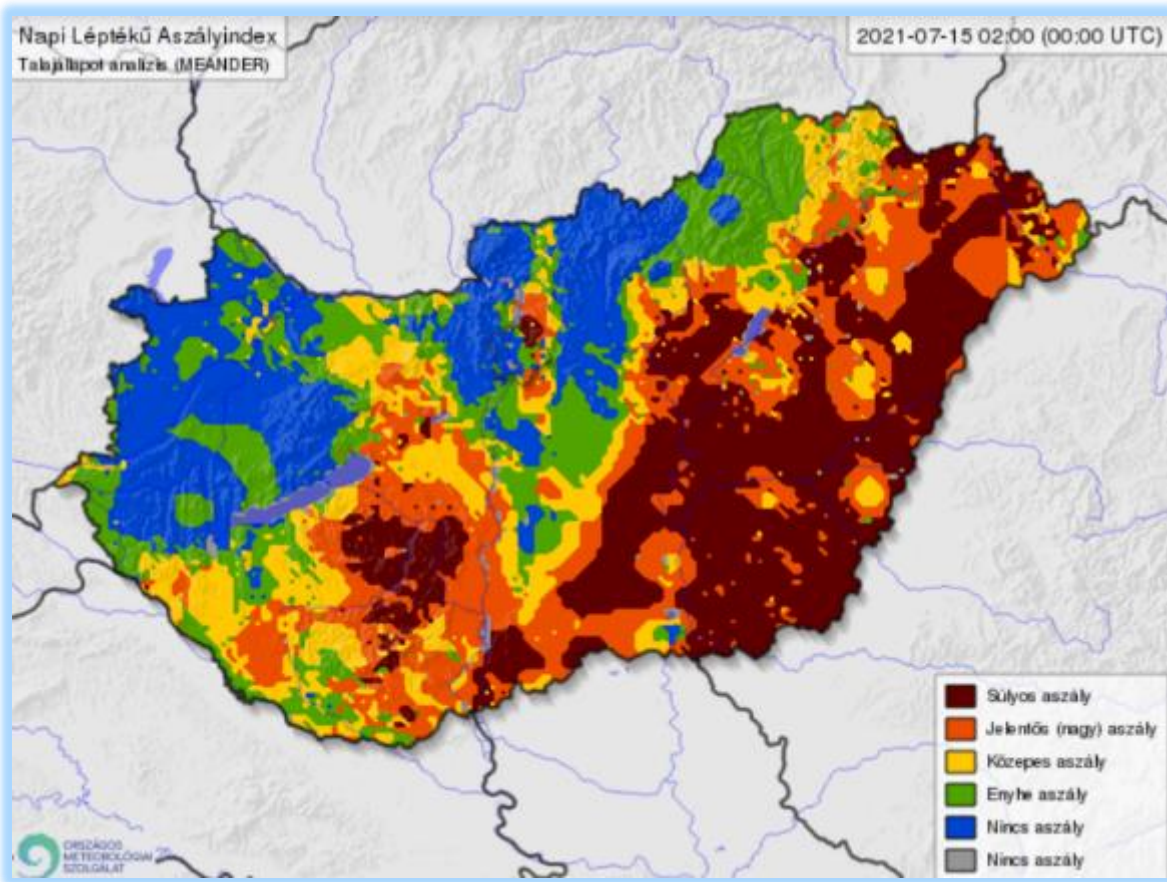 Napi Léptékű Aszályindex
Talajállapot analízis (MEANDER)
2021-07-15 02:00 (00:00 UTC)
Súlyos aszály
Jelentős (nagy) aszály
Közepes aszály
Enyhe aszály
Nincs aszály
Nincs aszály
ORSZÁGOS
METEOROLÓGIAI
SZOLGÁLAT